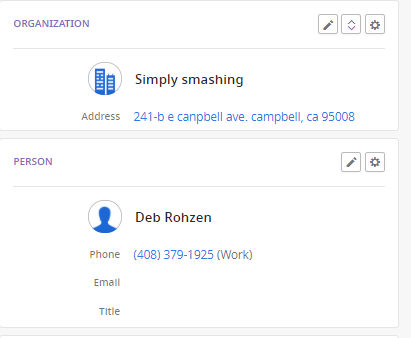 ORGANIZATION
Simply smashing
Address 241-b e canpbell ave. campbell, ca 95008
PERSON
Deb Rohzen
Phone (408) 379-1925 (Work)
Email
Title